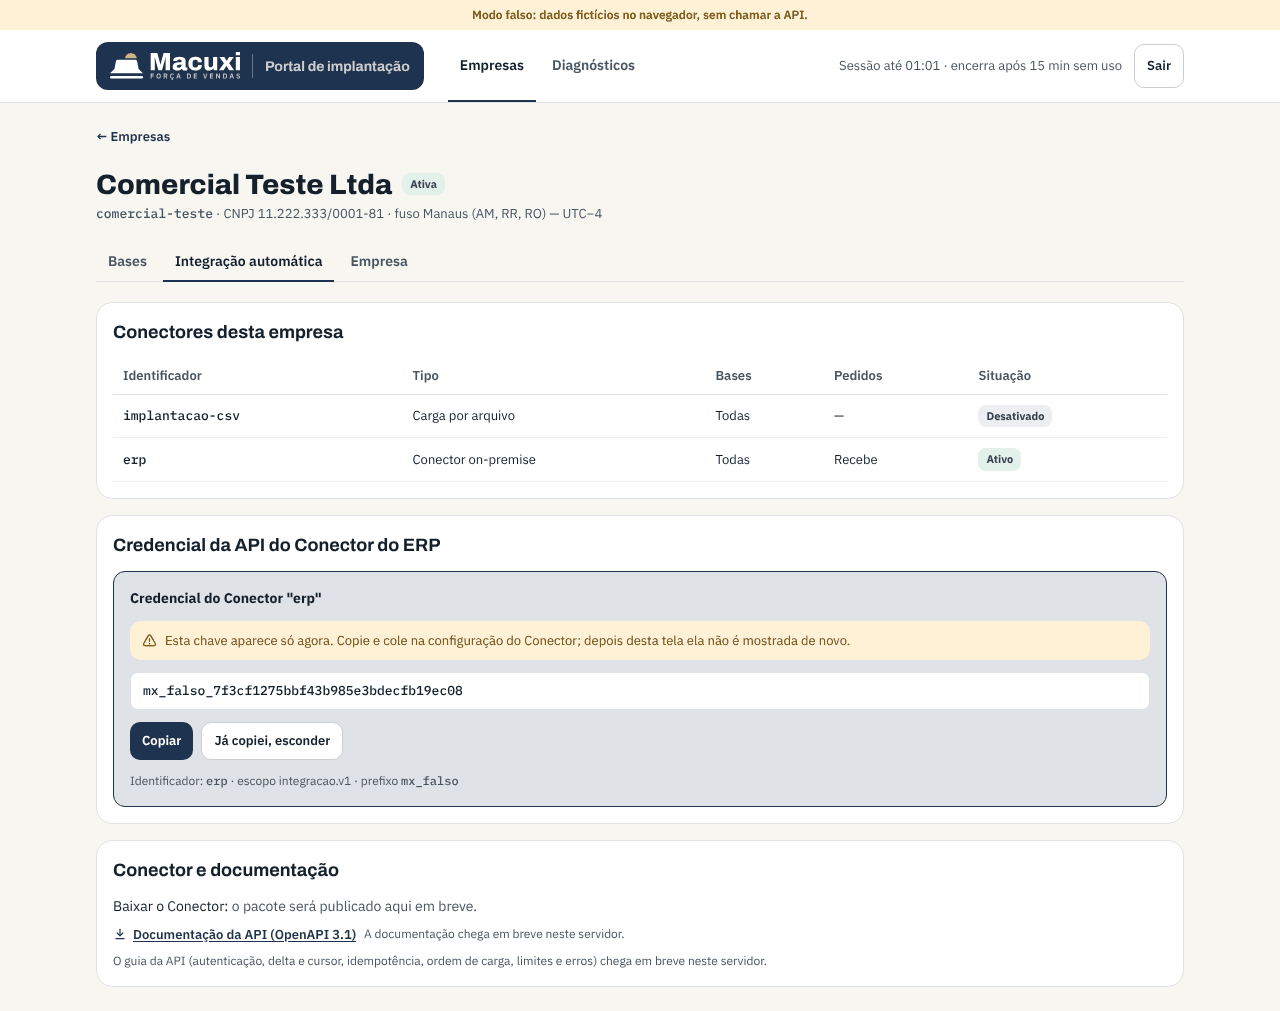 Modo falso: dados fictícios no navegador, sem chamar a API.
Macuxi
FORÇA DE VENDAS
Portal de implantação
Empresas
Diagnósticos
Sessão até 01:01 · encerra após 15 min sem uso
Sair
← Empresas
Comercial Teste Ltda
Ativa
comercial-teste · CNPJ 11.222.333/0001-81 · fuso Manaus (AM, RR, RO) — UTC−4
Bases
Integração automática
Empresa
Conectores desta empresa
Identificador Tipo Bases Pedidos Situação
implantacao-csv Carga por arquivo Todas — Desativado
erp Conector on-premise Todas Recebe Ativo
Credencial da API do Conector do ERP
Credencial do Conector "erp"
Esta chave aparece só agora. Copie e cole na configuração do Conector; depois desta tela ela não é mostrada de novo.
mx_falso_7f3cf1275bbf43b985e3bdecfb19ec08
Copiar
Já copiei, esconder
Identificador: erp · escopo integracao.v1 · prefixo mx_falso
Conector e documentação
Baixar o Conector: o pacote será publicado aqui em breve.
Documentação da API (OpenAPI 3.1) A documentação chega em breve neste servidor.
O guia da API (autenticação, delta e cursor, idempotência, ordem de carga, limites e erros) chega em breve neste servidor.